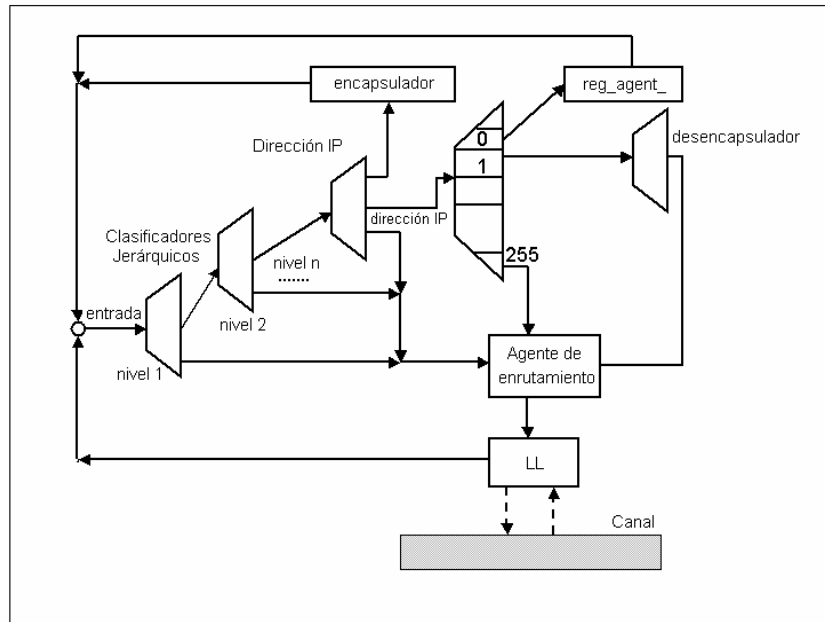 encapsulador
reg_agent_
Dirección IP
0
desencapsulador
1
dirección IP
Clasificadores
Jerárquicos
nivel n
.......
255
entrada
nivel 2
nivel 1
Agente de
enrutamiento
LL
Canal